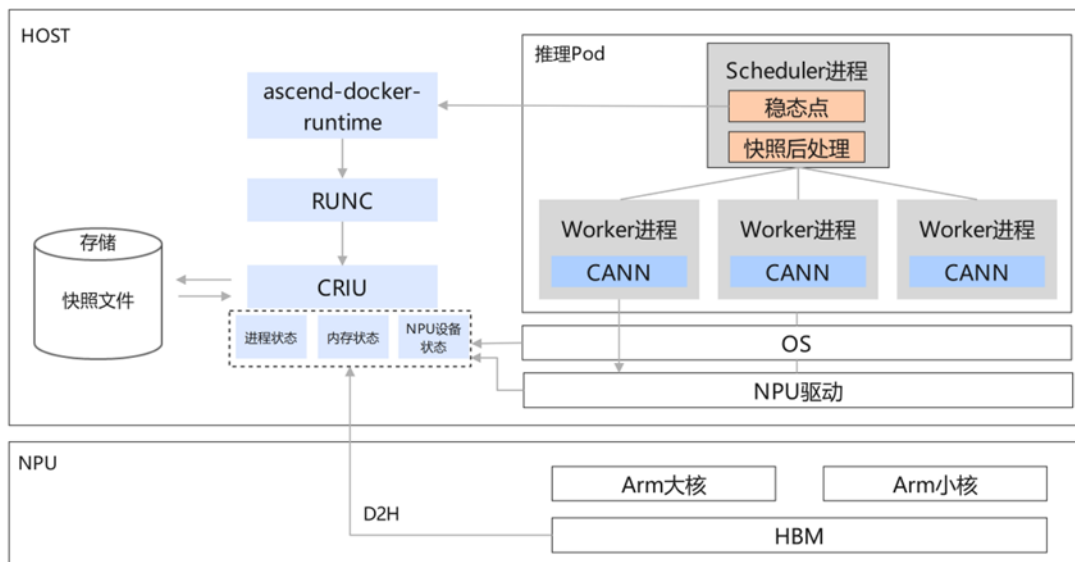 HOST
推理Pod
Scheduler进程
稳态点
快照后处理
ascend-docker-
runtime
RUNC
CRIU
存储
快照文件
进程状态
内存状态
NPU设备
状态
Worker进程
CANN
Worker进程
CANN
Worker进程
CANN
OS
NPU驱动
NPU
Arm大核
Arm小核
D2H
HBM